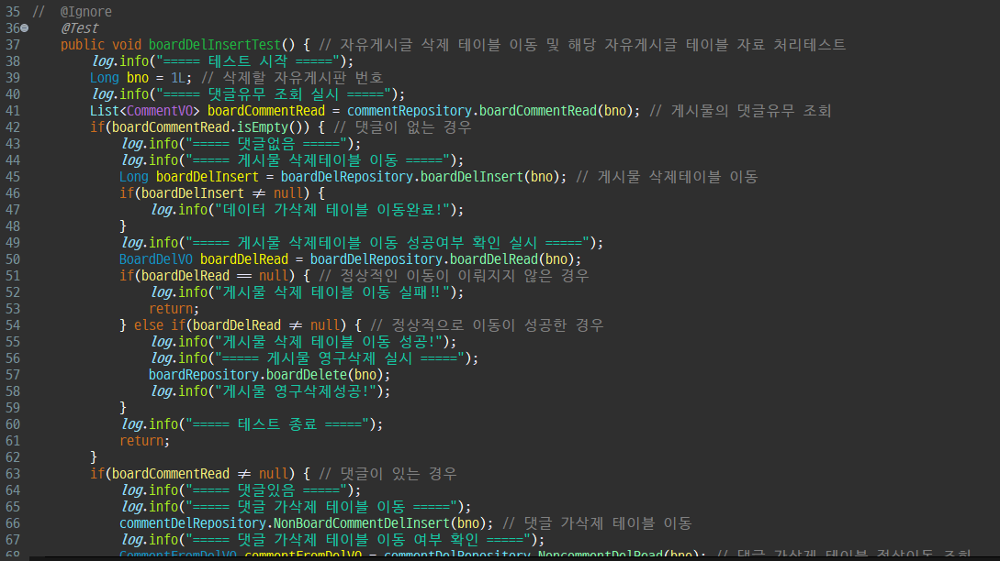 35 //  @Ignore
36    @Test
37    public void boardDelInsertTest() { // 자유게시글 삭제 테이블 이동 및 해당 자유게시글 테이블 자료 처리테스트
38        log.info("===== 테스트 시작 =====");
39        Long bno = 1L; // 삭제할 자유게시판 번호
40        log.info("===== 댓글유무 조회 실시 =====");
41        List<CommentVO> boardCommentRead = commentRepository.boardCommentRead(bno); // 게시물의 댓글유무 조회
42        if(boardCommentRead.isEmpty()) { // 댓글이 없는 경우
43            log.info("===== 댓글없음 =====");
44            log.info("===== 게시물 삭제테이블 이동 =====");
45            Long boardDelInsert = boardDelRepository.boardDelInsert(bno); // 게시물 삭제테이블 이동
46            if(boardDelInsert != null) {
47                log.info("데이터 가삭제 테이블 이동완료!");
48            }
49            log.info("===== 게시물 삭제테이블 이동 성공여부 확인 실시 =====");
50            BoardDelVO boardDelRead = boardDelRepository.boardDelRead(bno);
51            if(boardDelRead == null) { // 정상적인 이동이 이뤄지지 않은 경우
52                log.info("게시물 삭제 테이블 이동 실패!!");
53                return;
54            } else if(boardDelRead != null) { // 정상적으로 이동이 성공한 경우
55                log.info("게시물 삭제 테이블 이동 성공!");
56                log.info("===== 게시물 영구삭제 실시 =====");
57                boardRepository.boardDelete(bno);
58                log.info("게시물 영구삭제성공!");
59            }
60            log.info("===== 테스트 종료 =====");
61            return;
62        }
63        if(boardCommentRead != null) { // 댓글이 있는 경우
64            log.info("===== 댓글있음 =====");
65            log.info("===== 댓글 가삭제 테이블 이동 =====");
66            commentDelRepository.NonBoardCommentDelInsert(bno); // 댓글 가삭제 테이블 이동
67            log.info("===== 댓글 가삭제 테이블 이동 여부 확인 =====");
68            CommentFromDelVO commentFromDelVO = commentDelRepository.NoncommentDelRead(bno); // 댓글 가삭제 테이블 정상이동 조회